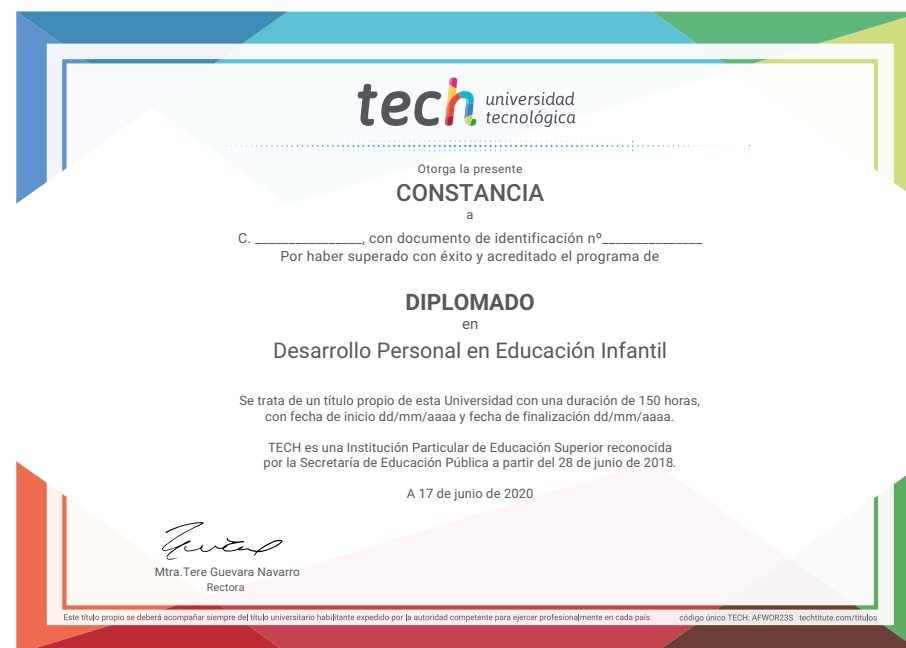 tech universidad
tecnológica
Otorga la presente
CONSTANCIA
a
C. ________________, con documento de identificación nº_______________
Por haber superado con éxito y acreditado el programa de
DIPLOMADO
en
Desarrollo Personal en Educación Infantil
Se trata de un título propio de esta Universidad con una duración de 150 horas,
con fecha de inicio dd/mm/aaaa y fecha de finalización dd/mm/aaaa.
TECH es una Institución Particular de Educación Superior reconocida
por la Secretaría de Educación Pública a partir del 28 de junio de 2018.
A 17 de junio de 2020
Mtra.Tere Guevara Navarro
Rectora
Este título propio se deberá acompañar siempre del título universitario habilitante expedido por la autoridad competente para ejercer profesionalmente en cada país. código único TECH: AFWOR23S techtitute.com/titulos